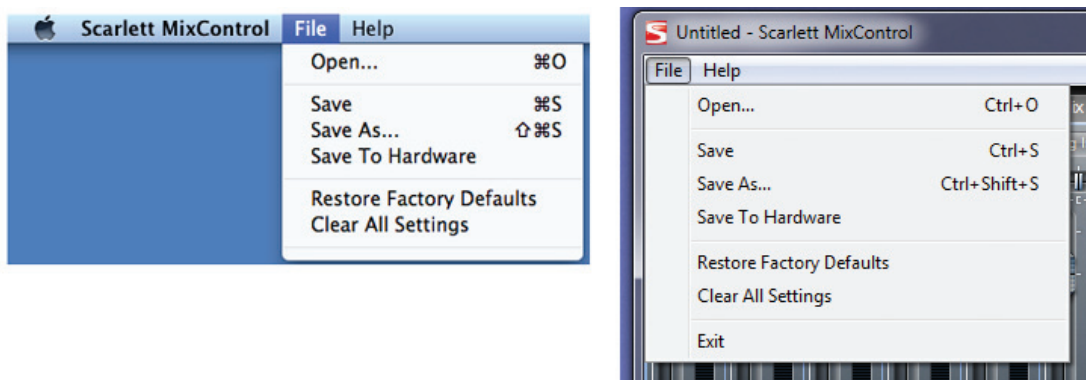 Scarlett MixControl File Help
Open... ⌘O
Save ⌘S
Save As... ⇧⌘S
Save To Hardware
Restore Factory Defaults
Clear All Settings
Untitled - Scarlett MixControl
File Help
Open... Ctrl+O
Save Ctrl+S
Save As... Ctrl+Shift+S
Save To Hardware
Restore Factory Defaults
Clear All Settings
Exit